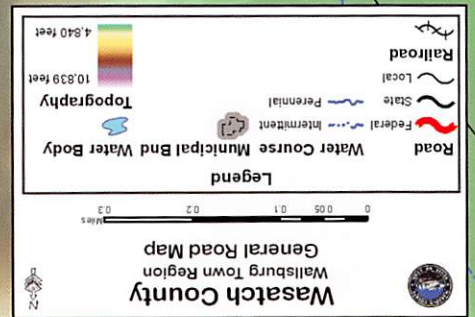 Wasatch County
Wallsburg Town Region
General Road Map
N
0 0.05 0.1 0.2 0.3
Miles
Legend
Road Water Course Municipal Bnd Water Body
Federal Intermittent
State Perennial
Local
Railroad
Topography
10,839 feet
4,840 feet